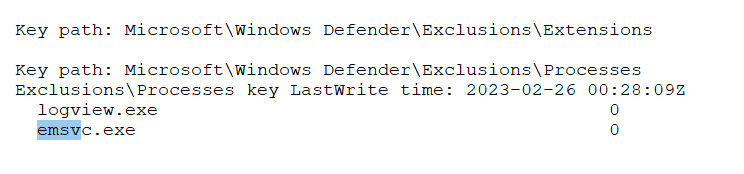 Key path: Microsoft\Windows Defender\Exclusions\Extensions
Key path: Microsoft\Windows Defender\Exclusions\Processes
Exclusions\Processes key LastWrite time: 2023-02-26 00:28:09Z
logview.exe 0
emsvc.exe 0